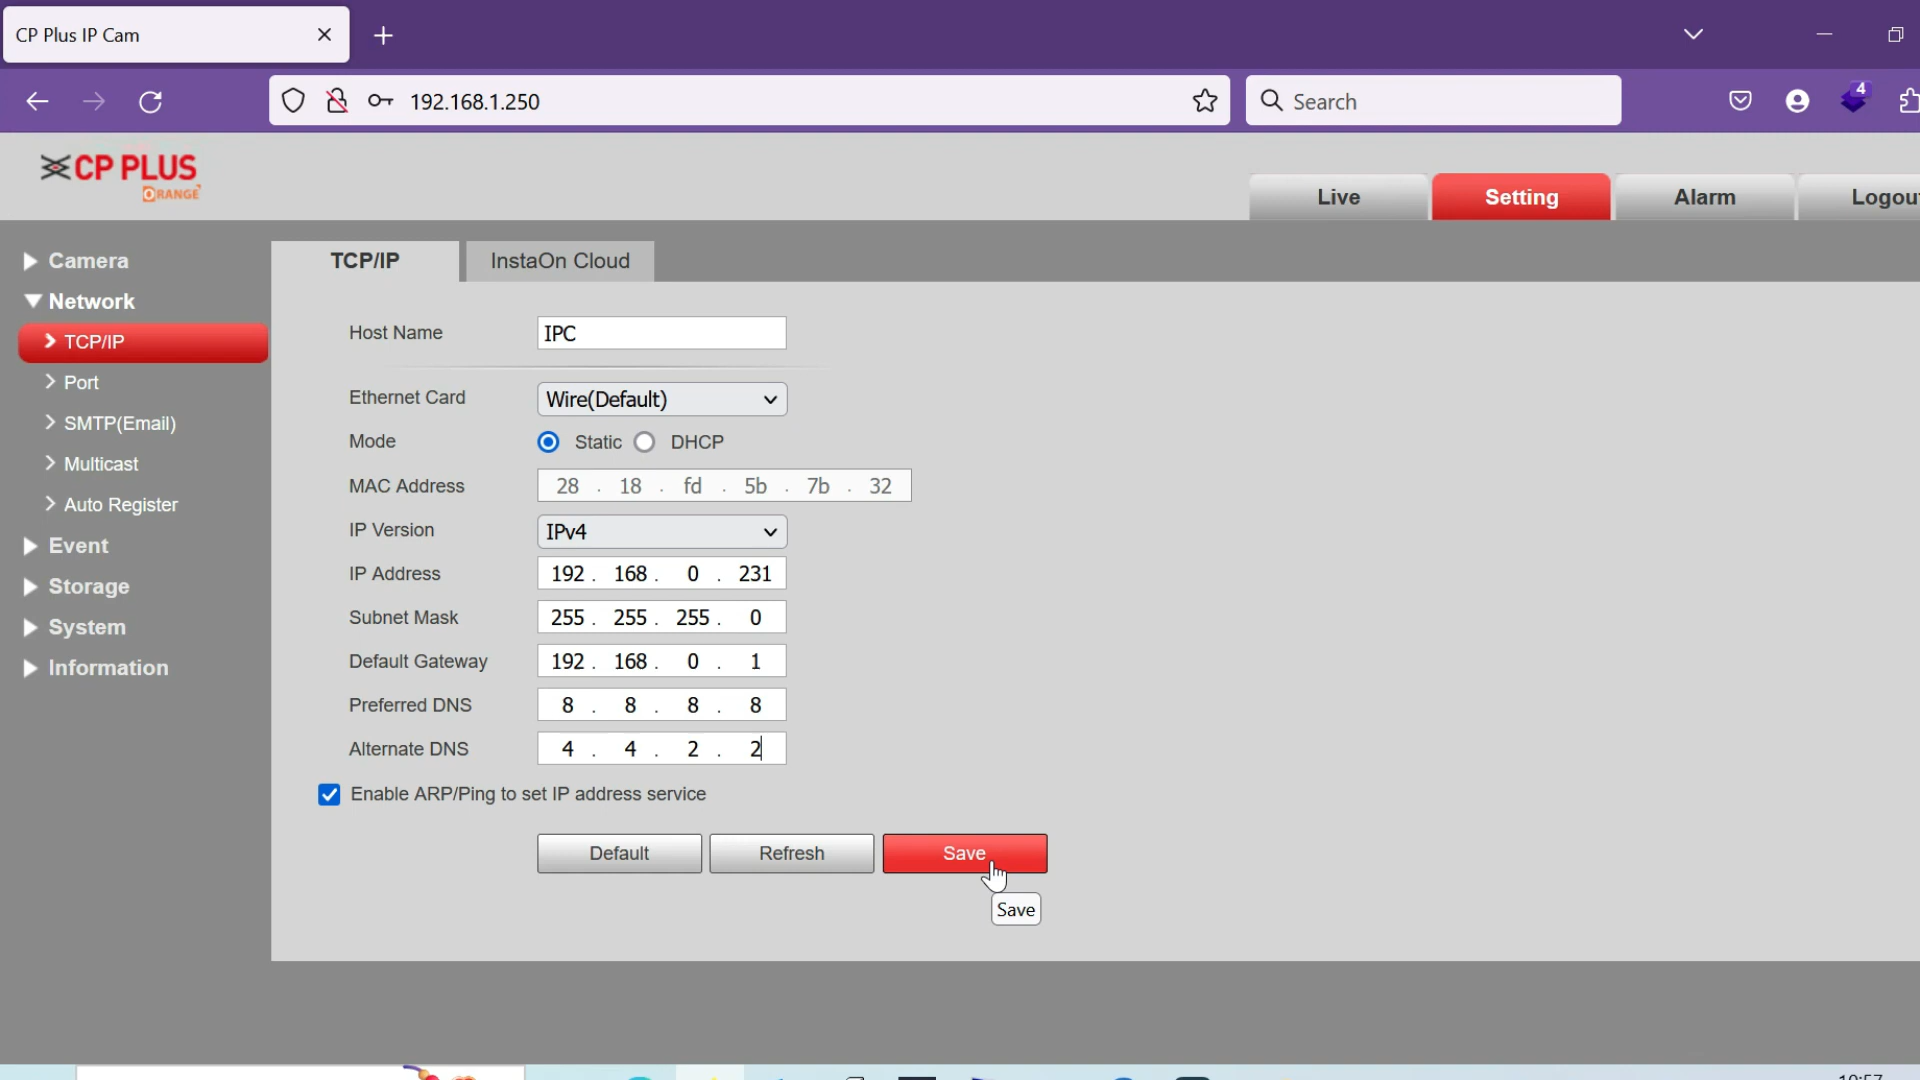 CP Plus IP Cam
192.168.1.250
Search
4
CP PLUS
ORANGE
Live
Setting
Alarm
Logou
Camera
Network
TCP/IP
Port
SMTP(Email)
Multicast
Auto Register
Event
Storage
System
Information
TCP/IP
InstaOn Cloud
Host Name IPC
Ethernet Card Wire(Default)
Mode Static DHCP
MAC Address 28 . 18 . fd . 5b . 7b . 32
IP Version IPv4
IP Address 192 . 168 . 0 . 231
Subnet Mask 255 . 255 . 255 . 0
Default Gateway 192 . 168 . 0 . 1
Preferred DNS 8 . 8 . 8 . 8
Alternate DNS 4 . 4 . 2 . 2
Enable ARP/Ping to set IP address service
Default Refresh Save
Save